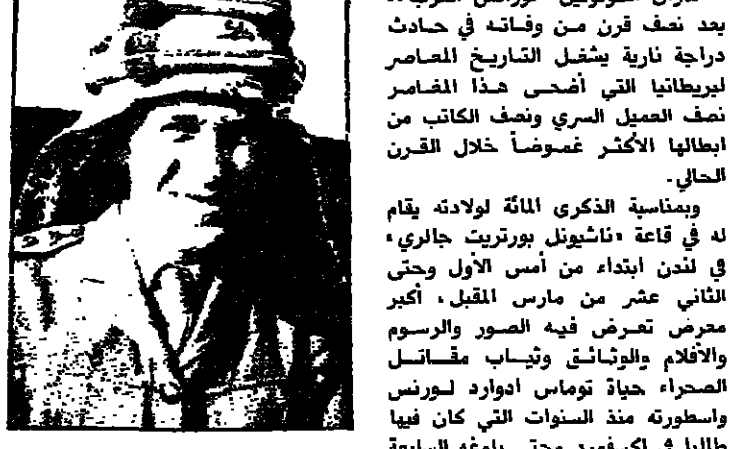 بعد نصف قرن من وفاته في حادث
دراجة نارية يشغل التاريخ المعاصر
لبريطانيا التي أضحى هذا المغامر
نصف العميل السري ونصف الكاتب من
ابطالها الأكثر غموضاً خلال القرن
الحالي.
وبمناسبة الذكرى المائة لولادته يقام
له في قاعة «ناشيونل بورتريت جالري»
في لندن ابتداء من أمس الأول وحتى
الثاني عشر من مارس المقبل، أكبر
معرض تعرض فيه الصور والرسوم
والأفلام والوثائق وثياب مقاتل
الصحراء حياة توماس ادوارد لورنس
واسطورته منذ السنوات التي كان فيها